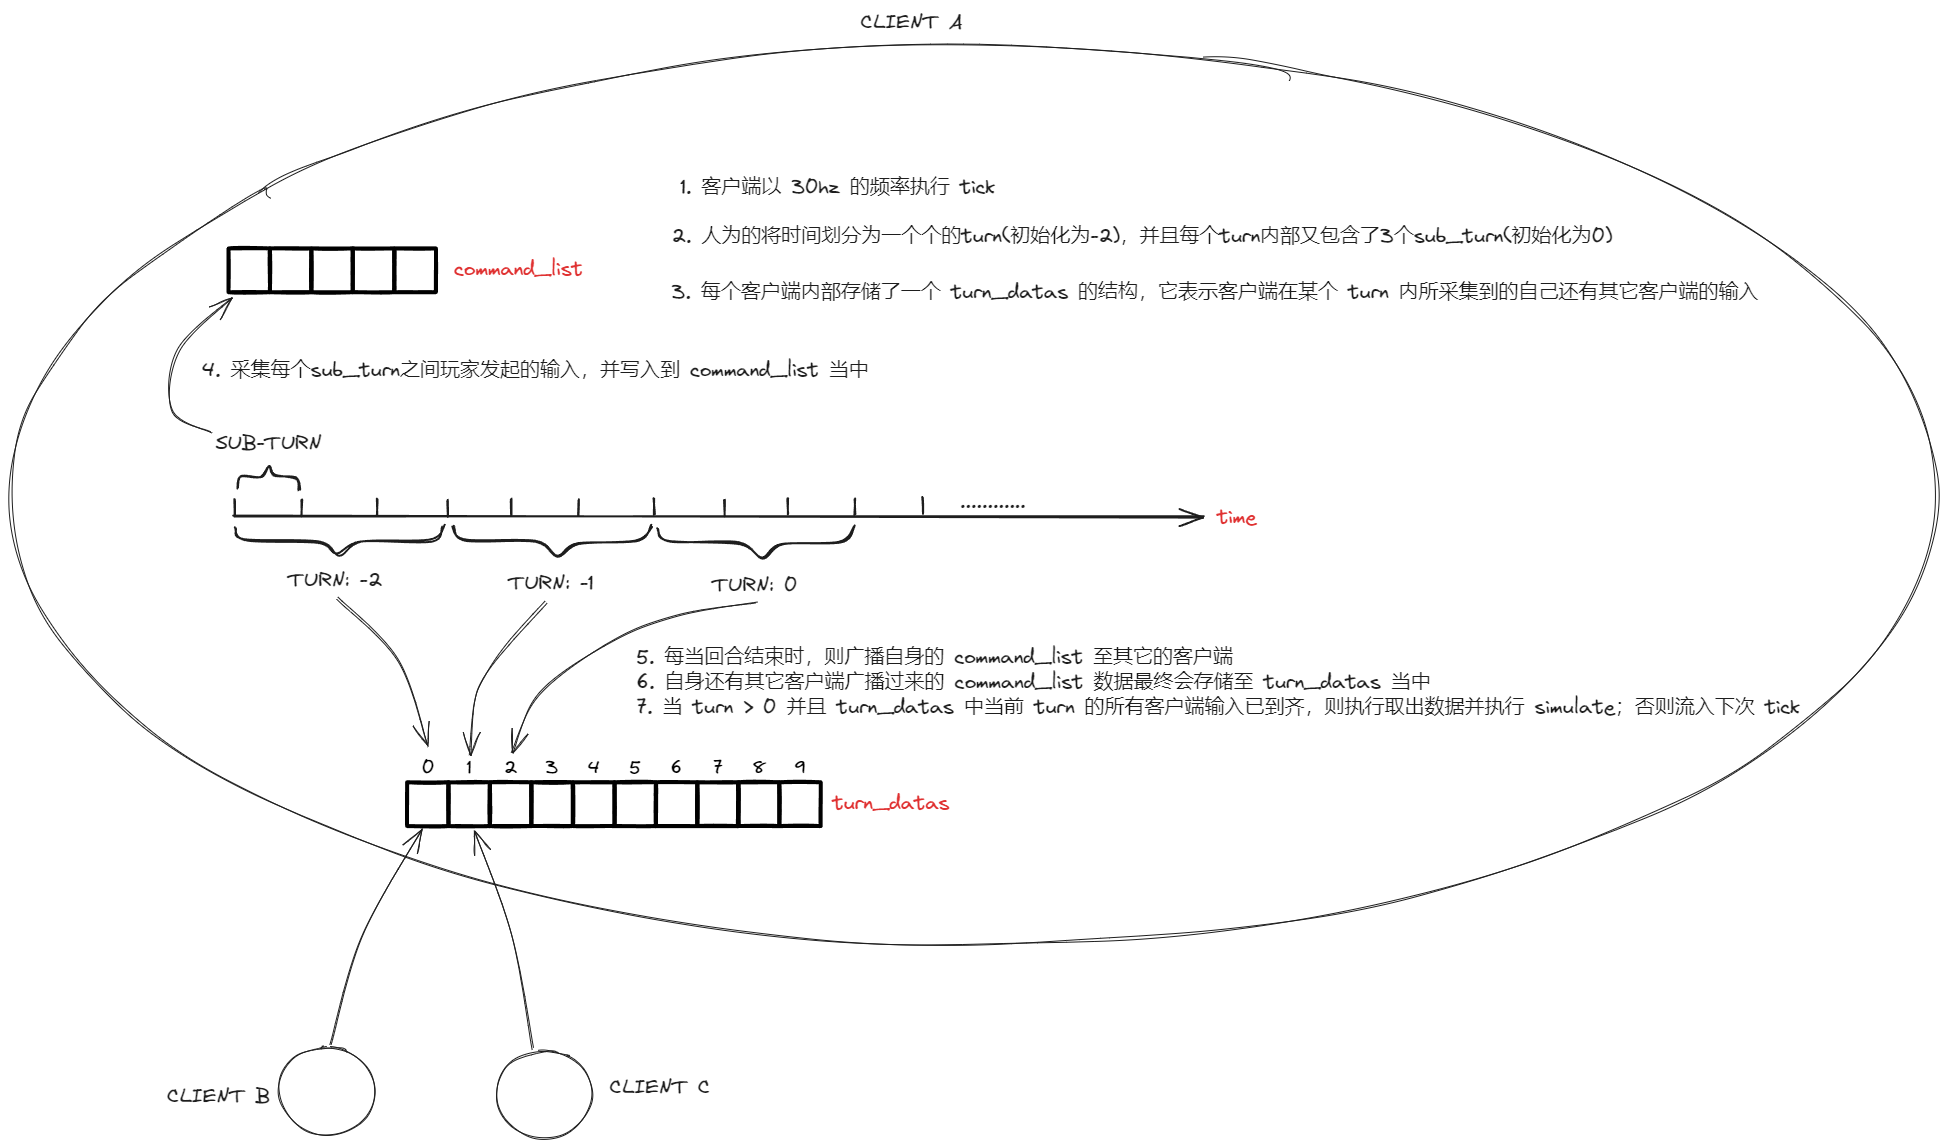 CLIENT A
1. 客户端以 30hz 的频率执行 tick
2. 人为的将时间划分为一个个的turn(初始化为-2)，并且每个turn内部又包含了3个sub_turn(初始化为0)
command_list
3. 每个客户端内部存储了一个 turn_datas 的结构，它表示客户端在某个 turn 内所采集到的自己还有其它客户端的输入
4. 采集每个sub_turn之间玩家发起的输入，并写入到 command_list 当中
SUB-TURN
............
time
TURN: -2
TURN: -1
TURN: 0
5. 每当回合结束时，则广播自身的 command_list 至其它的客户端
6. 自身还有其它客户端广播过来的 command_list 数据最终会存储至 turn_datas 当中
7. 当 turn > 0 并且 turn_datas 中当前 turn 的所有客户端输入已到齐，则执行取出数据并执行 simulate；否则流入下次 tick
0 1 2 3 4 5 6 7 8 9
turn_datas
CLIENT B
CLIENT C